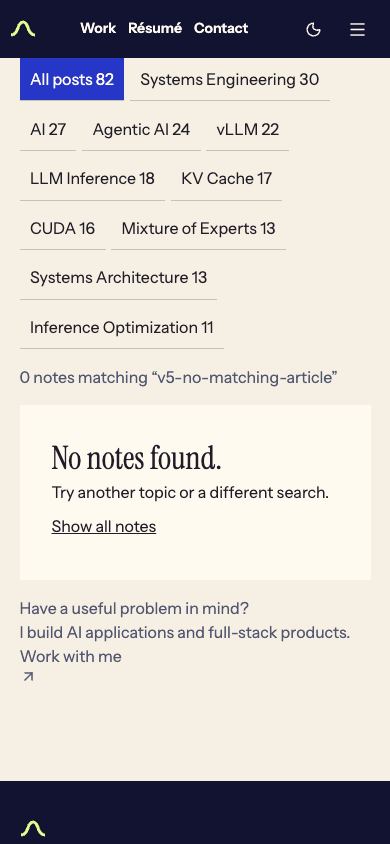 Work Résumé Contact
All posts 82 Systems Engineering 30
AI 27 Agentic AI 24 vLLM 22
LLM Inference 18 KV Cache 17
CUDA 16 Mixture of Experts 13
Systems Architecture 13
Inference Optimization 11
0 notes matching “v5-no-matching-article”
No notes found.
Try another topic or a different search.
Show all notes
Have a useful problem in mind?
I build AI applications and full-stack products.
Work with me